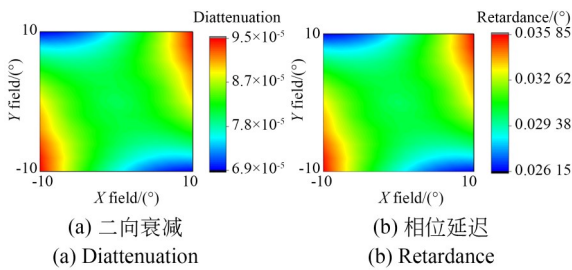 Diattenuation
10
9.5×10⁻⁵
8.7×10⁻⁵
7.8×10⁻⁵
6.9×10⁻⁵
Y field/(°)
-10
-10
10
X field/(°)
(a) 二向衰减
(a) Diattenuation
Retardance/(°)
10
0.035 85
0.032 62
0.029 38
0.026 15
Y field/(°)
-10
-10
10
X field/(°)
(b) 相位延迟
(b) Retardance